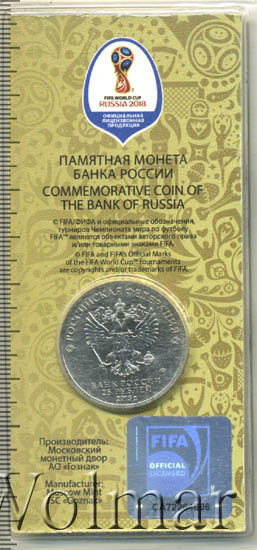 FIFA WORLD CUP
RUSSIA 2018
ОФИЦИАЛЬНАЯ
ЛИЦЕНЗИОННАЯ
ПРОДУКЦИЯ
ПАМЯТНАЯ МОНЕТА
БАНКА РОССИИ
COMMEMORATIVE COIN OF
THE BANK OF RUSSIA
© FIFA/ФИФА и официальные обозначения
турниров Чемпионата мира по футболу
FIFA™ являются объектами авторского права
и/или товарными знаками FIFA.
© FIFA and FIFA's Official Marks
of the FIFA World Cup™ tournaments
are copyrights and/or trademarks of FIFA.
РОССИЙСКАЯ ФЕДЕРАЦИЯ
БАНК РОССИИ
25 РУБЛЕЙ
Производитель:
Московский
монетный двор
АО «Гознак»
Manufacturer:
Moscow Mint
JSC «Goznak»
FIFA
OFFICIAL
LICENSED
Wolmar